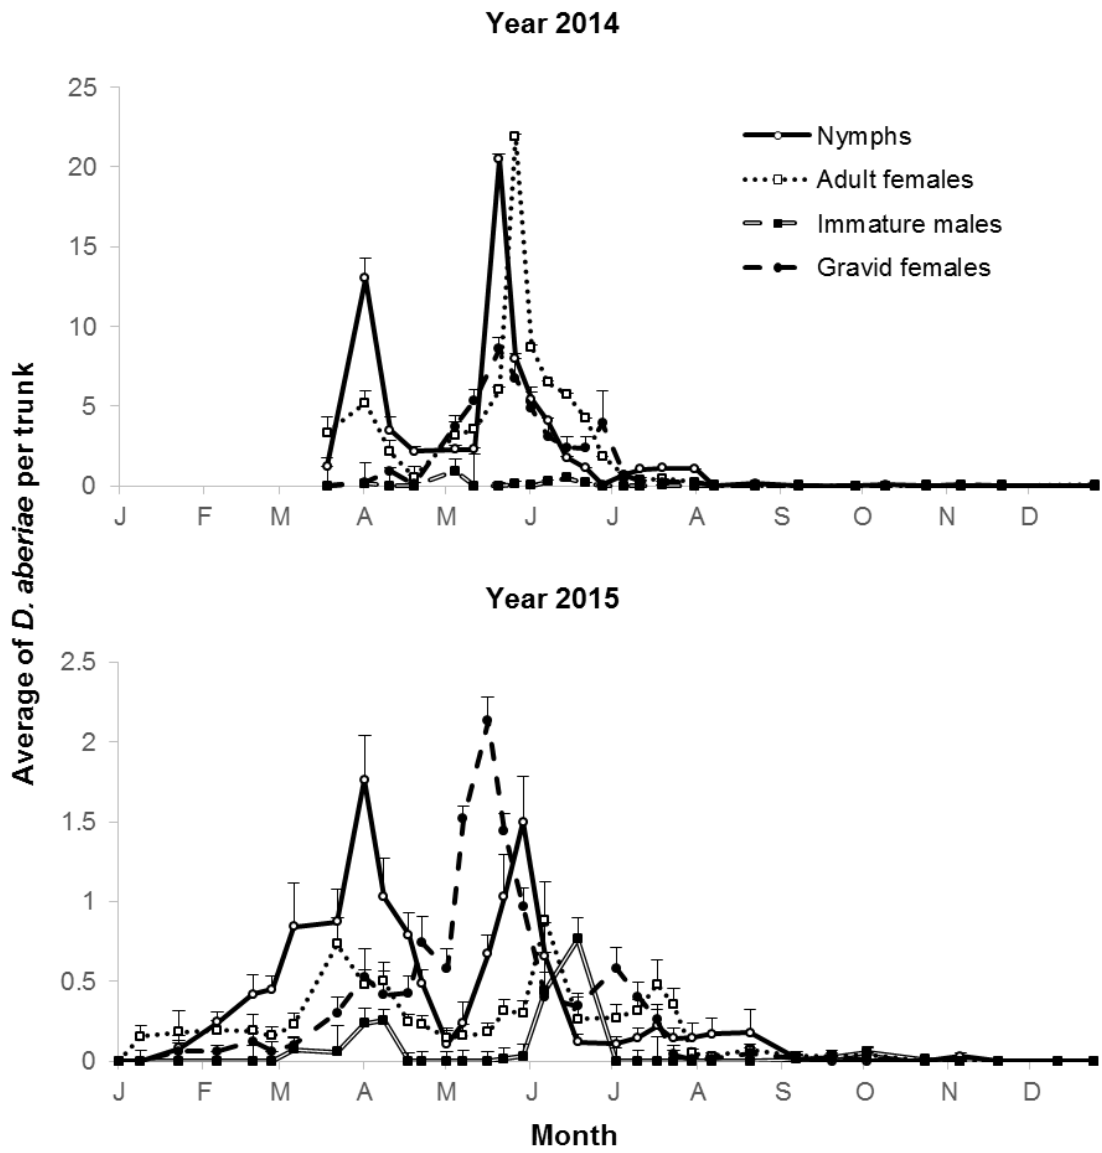 Year 2014
25
20
15
10
5
0
J F M A M J J A S O N D
Nymphs
Adult females
Immature males
Gravid females
Average of D. aberiae per trunk
Year 2015
2.5
2
1.5
1
0.5
0
J F M A M J J A S O N D
Month